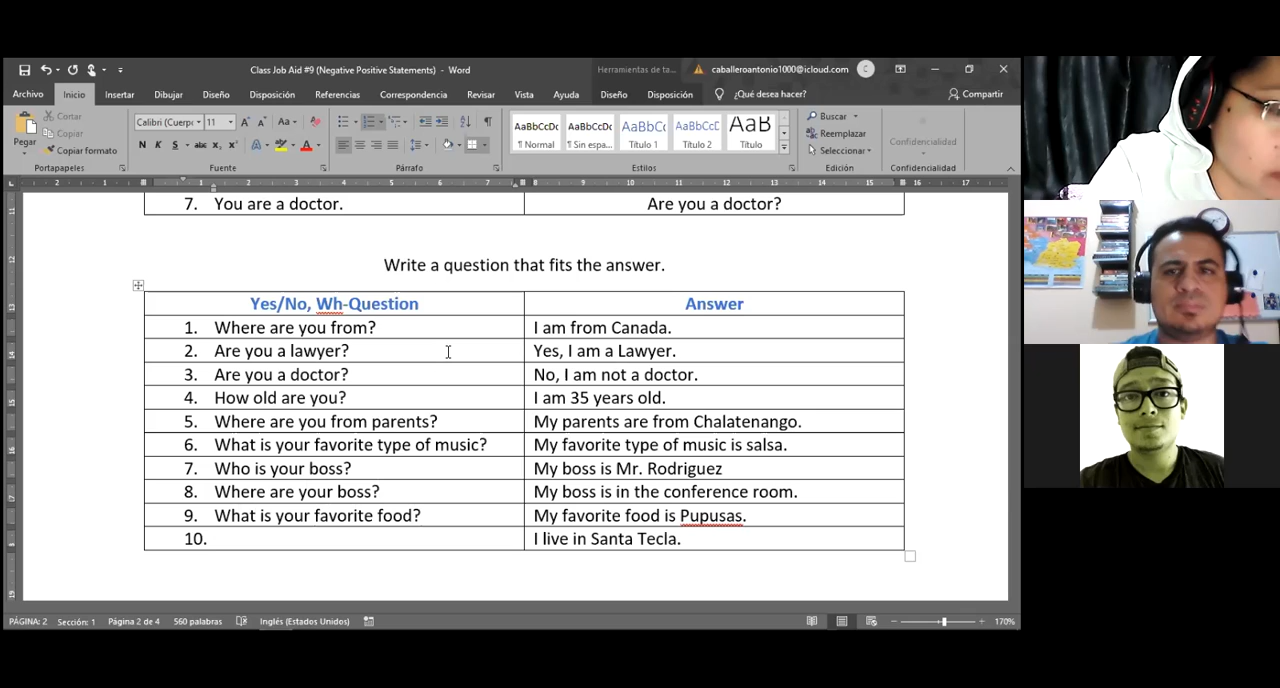 Class Job Aid #9 (Negative Positive Statements) - Word
Herramientas de ta...
caballeroantonio1000@icloud.com
C
Archivo Inicio Insertar Dibujar Diseño Disposición Referencias Correspondencia Revisar Vista Ayuda Diseño Disposición ¿Qué desea hacer? Compartir
Pegar
Cortar
Copiar
Copiar formato
Portapapeles
Calibri (Cuerpo 11
Fuente
Párrafo
AaBbCcDc AaBbCcDc AaBbC( AaBbCcD AaB
¶ Normal ¶ Sin espa... Título 1 Título 2 Título
Estilos
Buscar
Reemplazar
Seleccionar
Edición
Confidencialidad
Confidencialidad
7. You are a doctor. Are you a doctor?
Write a question that fits the answer.
Yes/No, Wh-Question Answer
1. Where are you from? I am from Canada.
2. Are you a lawyer? Yes, I am a Lawyer.
3. Are you a doctor? No, I am not a doctor.
4. How old are you? I am 35 years old.
5. Where are you from parents? My parents are from Chalatenango.
6. What is your favorite type of music? My favorite type of music is salsa.
7. Who is your boss? My boss is Mr. Rodriguez
8. Where are your boss? My boss is in the conference room.
9. What is your favorite food? My favorite food is Pupusas.
10. I live in Santa Tecla.
PÁGINA: 2 Sección: 1 Página 2 de 4 560 palabras Inglés (Estados Unidos) 170%